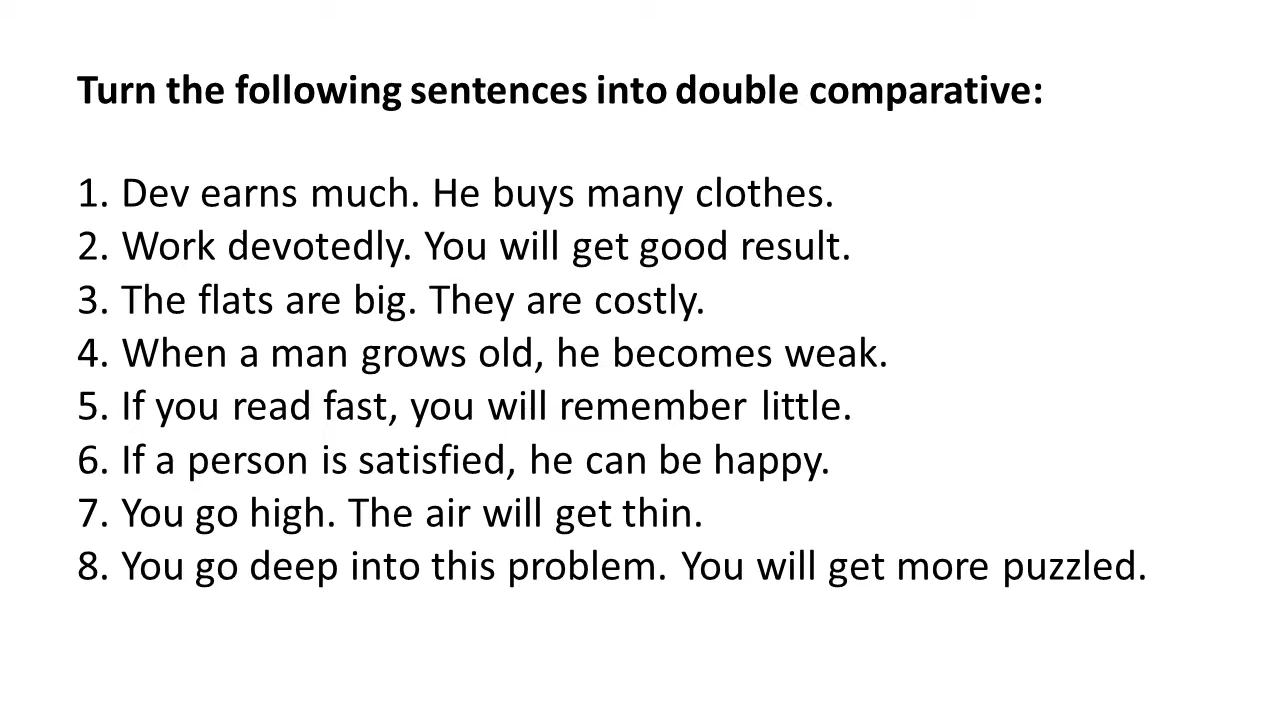 Turn the following sentences into double comparative:
1. Dev earns much. He buys many clothes.
2. Work devotedly. You will get good result.
3. The flats are big. They are costly.
4. When a man grows old, he becomes weak.
5. If you read fast, you will remember little.
6. If a person is satisfied, he can be happy.
7. You go high. The air will get thin.
8. You go deep into this problem. You will get more puzzled.